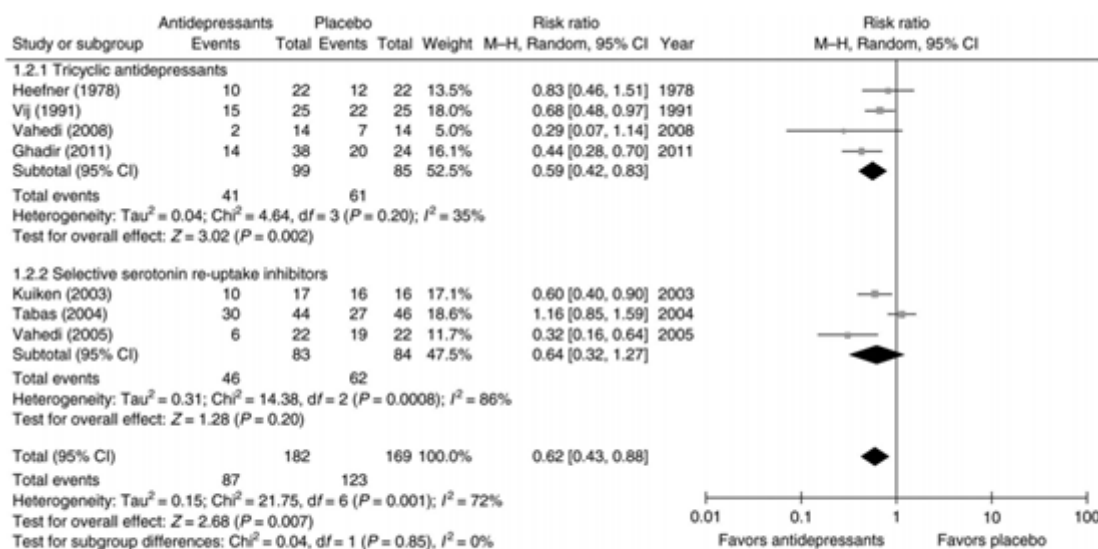 Antidepressants Placebo Risk ratio Risk ratio
Study or subgroup Events Total Events Total Weight M–H, Random, 95% CI Year M–H, Random, 95% CI
1.2.1 Tricyclic antidepressants
Heefner (1978) 10 22 12 22 13.5% 0.83 [0.46, 1.51] 1978
Vij (1991) 15 25 22 25 18.0% 0.68 [0.48, 0.97] 1991
Vahedi (2008) 2 14 7 14 5.0% 0.29 [0.07, 1.14] 2008
Ghadir (2011) 14 38 20 24 16.1% 0.44 [0.28, 0.70] 2011
Subtotal (95% CI) 99 85 52.5% 0.59 [0.42, 0.83]
Total events 41 61
Heterogeneity: Tau² = 0.04; Chi² = 4.64, df = 3 (P = 0.20); I² = 35%
Test for overall effect: Z = 3.02 (P = 0.002)
1.2.2 Selective serotonin re-uptake inhibitors
Kuiken (2003) 10 17 16 16 17.1% 0.60 [0.40, 0.90] 2003
Tabas (2004) 30 44 27 46 18.6% 1.16 [0.85, 1.59] 2004
Vahedi (2005) 6 22 19 22 11.7% 0.32 [0.16, 0.64] 2005
Subtotal (95% CI) 83 84 47.5% 0.64 [0.32, 1.27]
Total events 46 62
Heterogeneity: Tau² = 0.31; Chi² = 14.38, df = 2 (P = 0.0008); I² = 86%
Test for overall effect: Z = 1.28 (P = 0.20)
Total (95% CI) 182 169 100.0% 0.62 [0.43, 0.88]
Total events 87 123
Heterogeneity: Tau² = 0.15; Chi² = 21.75, df = 6 (P = 0.001); I² = 72%
Test for overall effect: Z = 2.68 (P = 0.007)
Test for subgroup differences: Chi² = 0.04, df = 1 (P = 0.85), I² = 0%
0.01 0.1 1 10 100
Favors antidepressants Favors placebo